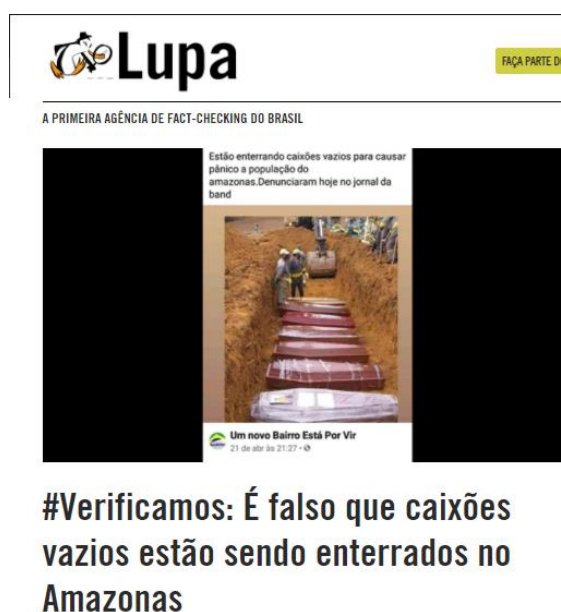 Lupa
FAÇA PARTE DO
A PRIMEIRA AGÊNCIA DE FACT-CHECKING DO BRASIL
Estão enterrando caixões vazios para causar
pânico a população do
amazonas.Denunciaram hoje no jornal da
band
Um novo Bairro Está Por Vir
21 de abr às 21:27 •
#Verificamos: É falso que caixões
vazios estão sendo enterrados no
Amazonas